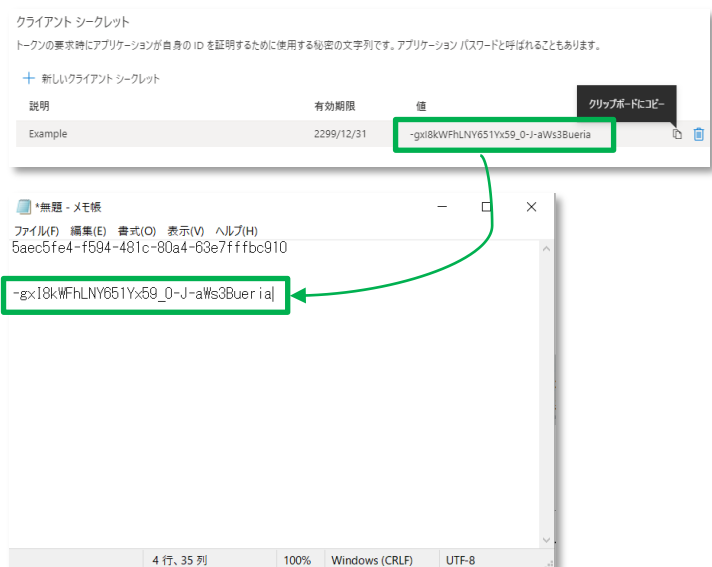 クライアント シークレット
トークンの要求時にアプリケーションが自身の ID を証明するために使用する秘密の文字列です。アプリケーション パスワードと呼ばれることもあります。
+ 新しいクライアント シークレット
説明 有効期限 値
クリップボードにコピー
Example 2299/12/31 -gxI8kWFhLNY651Yx59_0-J-aWs3Bueria
*無題 - メモ帳
ファイル(F) 編集(E) 書式(O) 表示(V) ヘルプ(H)
5aec5fe4-f594-481c-80a4-63e7fffbc910
-gxI8kWFhLNY651Yx59_0-J-aWs3Bueria
4 行、35 列 100% Windows (CRLF) UTF-8